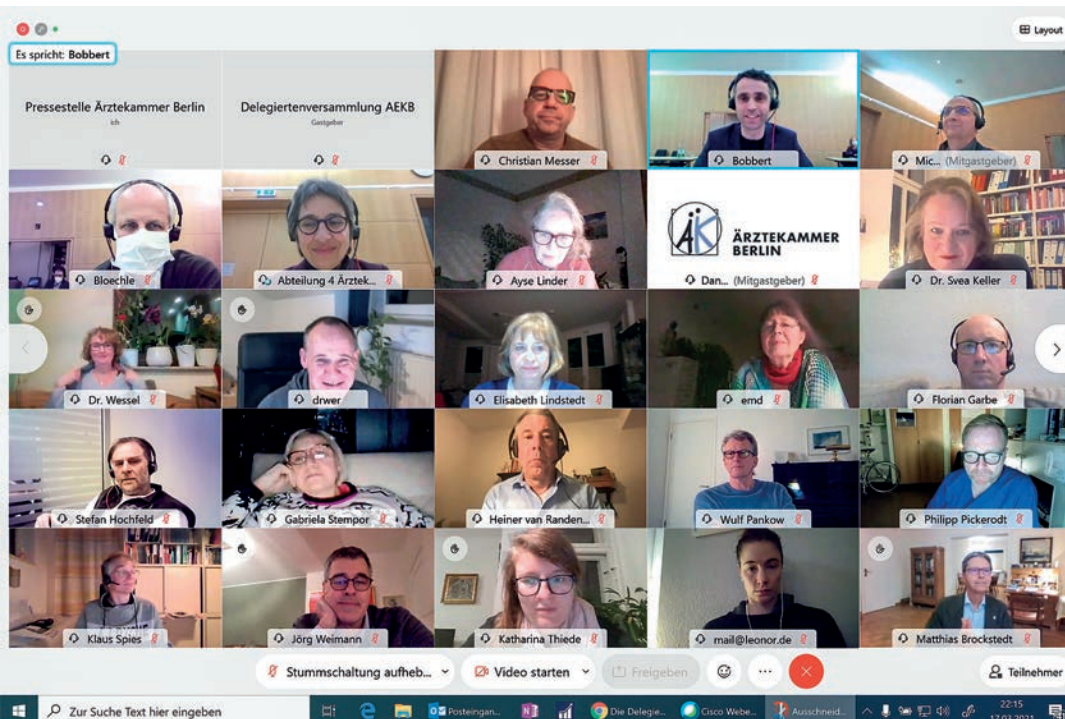 Layout
Es spricht: Bobbert
Pressestelle Ärztekammer Berlin
ich
Delegiertenversammlung AEKB
Gastgeber
Christian Messer
Bobbert
Mic... (Mitgastgeber)
Bloechle
Abteilung 4 Ärztek...
Ayse Linder
ÄK
ÄRZTEKAMMER
BERLIN
Dan... (Mitgastgeber)
Dr. Svea Keller
Dr. Wessel
drwer
Elisabeth Lindstedt
emd
Florian Garbe
Stefan Hochfeld
Gabriela Stempor
Heiner van Randen...
Wulf Pankow
Philipp Pickerodt
Klaus Spies
Jörg Weimann
Katharina Thiede
mail@leonor.de
Matthias Brockstedt
Stummschaltung aufheb...
Video starten
Freigeben
Teilnehmer
Zur Suche Text hier eingeben
Posteingan...
Die Delegie...
Cisco Webe...
Ausschneid...
22:15
17.03.2021